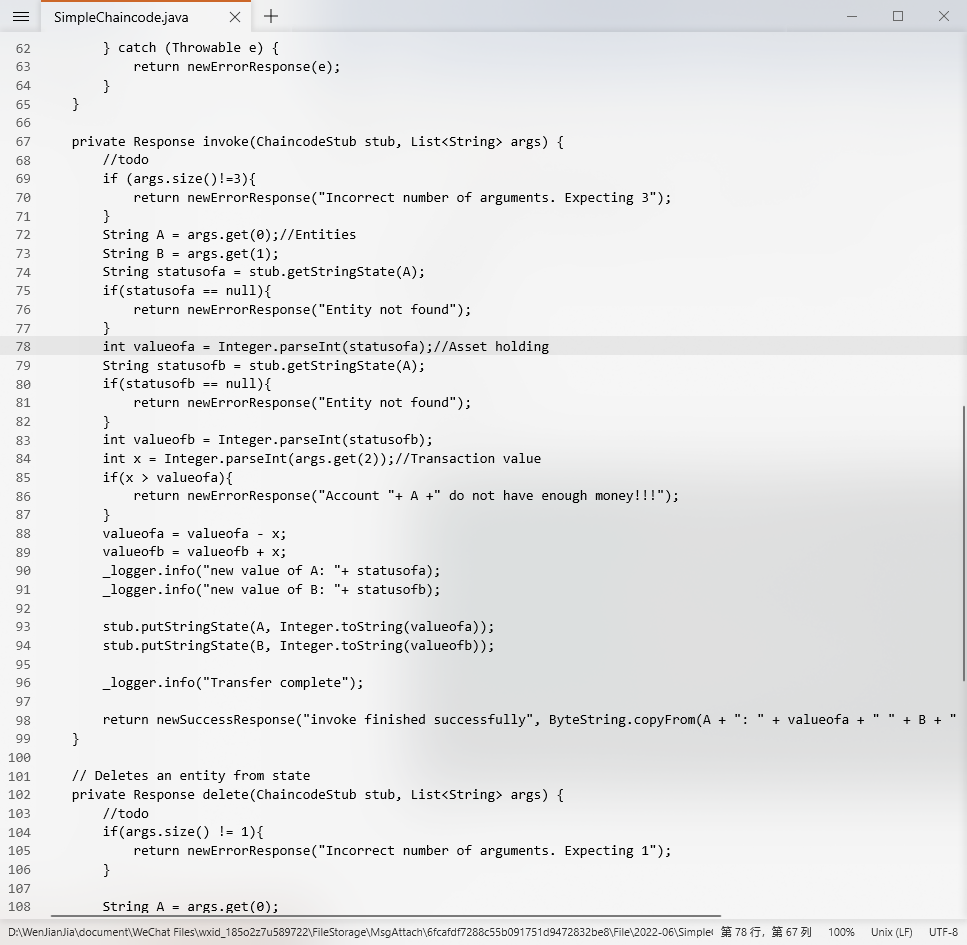 SimpleChaincode.java
62 } catch (Throwable e) {
63 return newErrorResponse(e);
64 }
65 }
66
67 private Response invoke(ChaincodeStub stub, List<String> args) {
68 //todo
69 if (args.size()!=3){
70 return newErrorResponse("Incorrect number of arguments. Expecting 3");
71 }
72 String A = args.get(0);//Entities
73 String B = args.get(1);
74 String statusofa = stub.getStringState(A);
75 if(statusofa == null){
76 return newErrorResponse("Entity not found");
77 }
78 int valueofa = Integer.parseInt(statusofa);//Asset holding
79 String statusofb = stub.getStringState(A);
80 if(statusofb == null){
81 return newErrorResponse("Entity not found");
82 }
83 int valueofb = Integer.parseInt(statusofb);
84 int x = Integer.parseInt(args.get(2));//Transaction value
85 if(x > valueofa){
86 return newErrorResponse("Account "+ A +" do not have enough money!!!");
87 }
88 valueofa = valueofa - x;
89 valueofb = valueofb + x;
90 _logger.info("new value of A: "+ statusofa);
91 _logger.info("new value of B: "+ statusofb);
92
93 stub.putStringState(A, Integer.toString(valueofa));
94 stub.putStringState(B, Integer.toString(valueofb));
95
96 _logger.info("Transfer complete");
97
98 return newSuccessResponse("invoke finished successfully", ByteString.copyFrom(A + ": " + valueofa + " " + B + "
99 }
100
101 // Deletes an entity from state
102 private Response delete(ChaincodeStub stub, List<String> args) {
103 //todo
104 if(args.size() != 1){
105 return newErrorResponse("Incorrect number of arguments. Expecting 1");
106 }
107
108 String A = args.get(0);
D:\WenJianJia\document\WeChat Files\wxid_185o2z7u589722\FileStorage\MsgAttach\6fcafdf7288c55b091751d9472832be8\File\2022-06\Simple 第 78 行, 第 67 列 100% Unix (LF) UTF-8